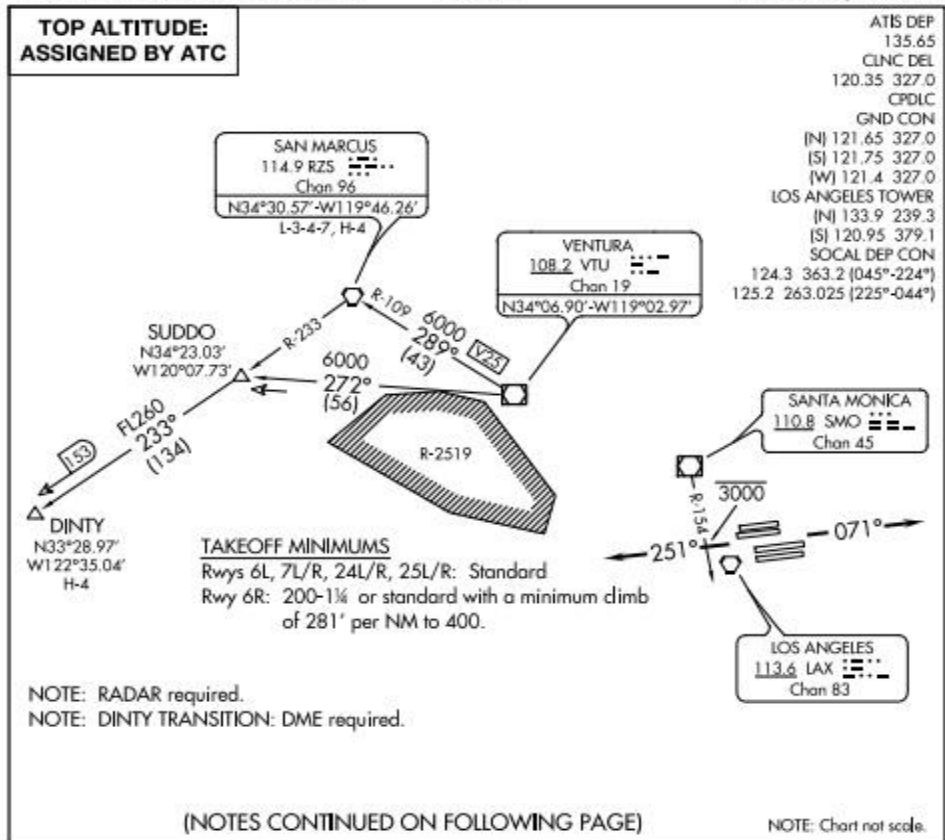 TOP ALTITUDE:
ASSIGNED BY ATC
ATIS DEP
135.65
CLNC DEL
120.35 327.0
CPDLC
GND CON
(N) 121.65 327.0
(S) 121.75 327.0
(W) 121.4 327.0
LOS ANGELES TOWER
(N) 133.9 239.3
(S) 120.95 379.1
SOCAL DEP CON
124.3 363.2 (045°-224°)
125.2 263.025 (225°-044°)
SAN MARCUS
114.9 RZS
Chan 96
N34°30.57'-W119°46.26'
L-3-4-7, H-4
VENTURA
108.2 VTU
Chan 19
N34°06.90'-W119°02.97'
R-109
6000
V25
289°
(43)
R-233
SUDDO
N34°23.03'
W120°07.73'
6000
272°
(56)
FL260
233°
(134)
153
DINTY
N33°28.97'
W122°35.04'
H-4
R-2519
SANTA MONICA
110.8 SMO
Chan 45
R-154
3000
251°
071°
LOS ANGELES
113.6 LAX
Chan 83
TAKEOFF MINIMUMS
Rwys 6L, 7L/R, 24L/R, 25L/R: Standard
Rwy 6R: 200-1¼ or standard with a minimum climb
of 281' per NM to 400.
NOTE: RADAR required.
NOTE: DINTY TRANSITION: DME required.
(NOTES CONTINUED ON FOLLOWING PAGE)
NOTE: Chart not scale.